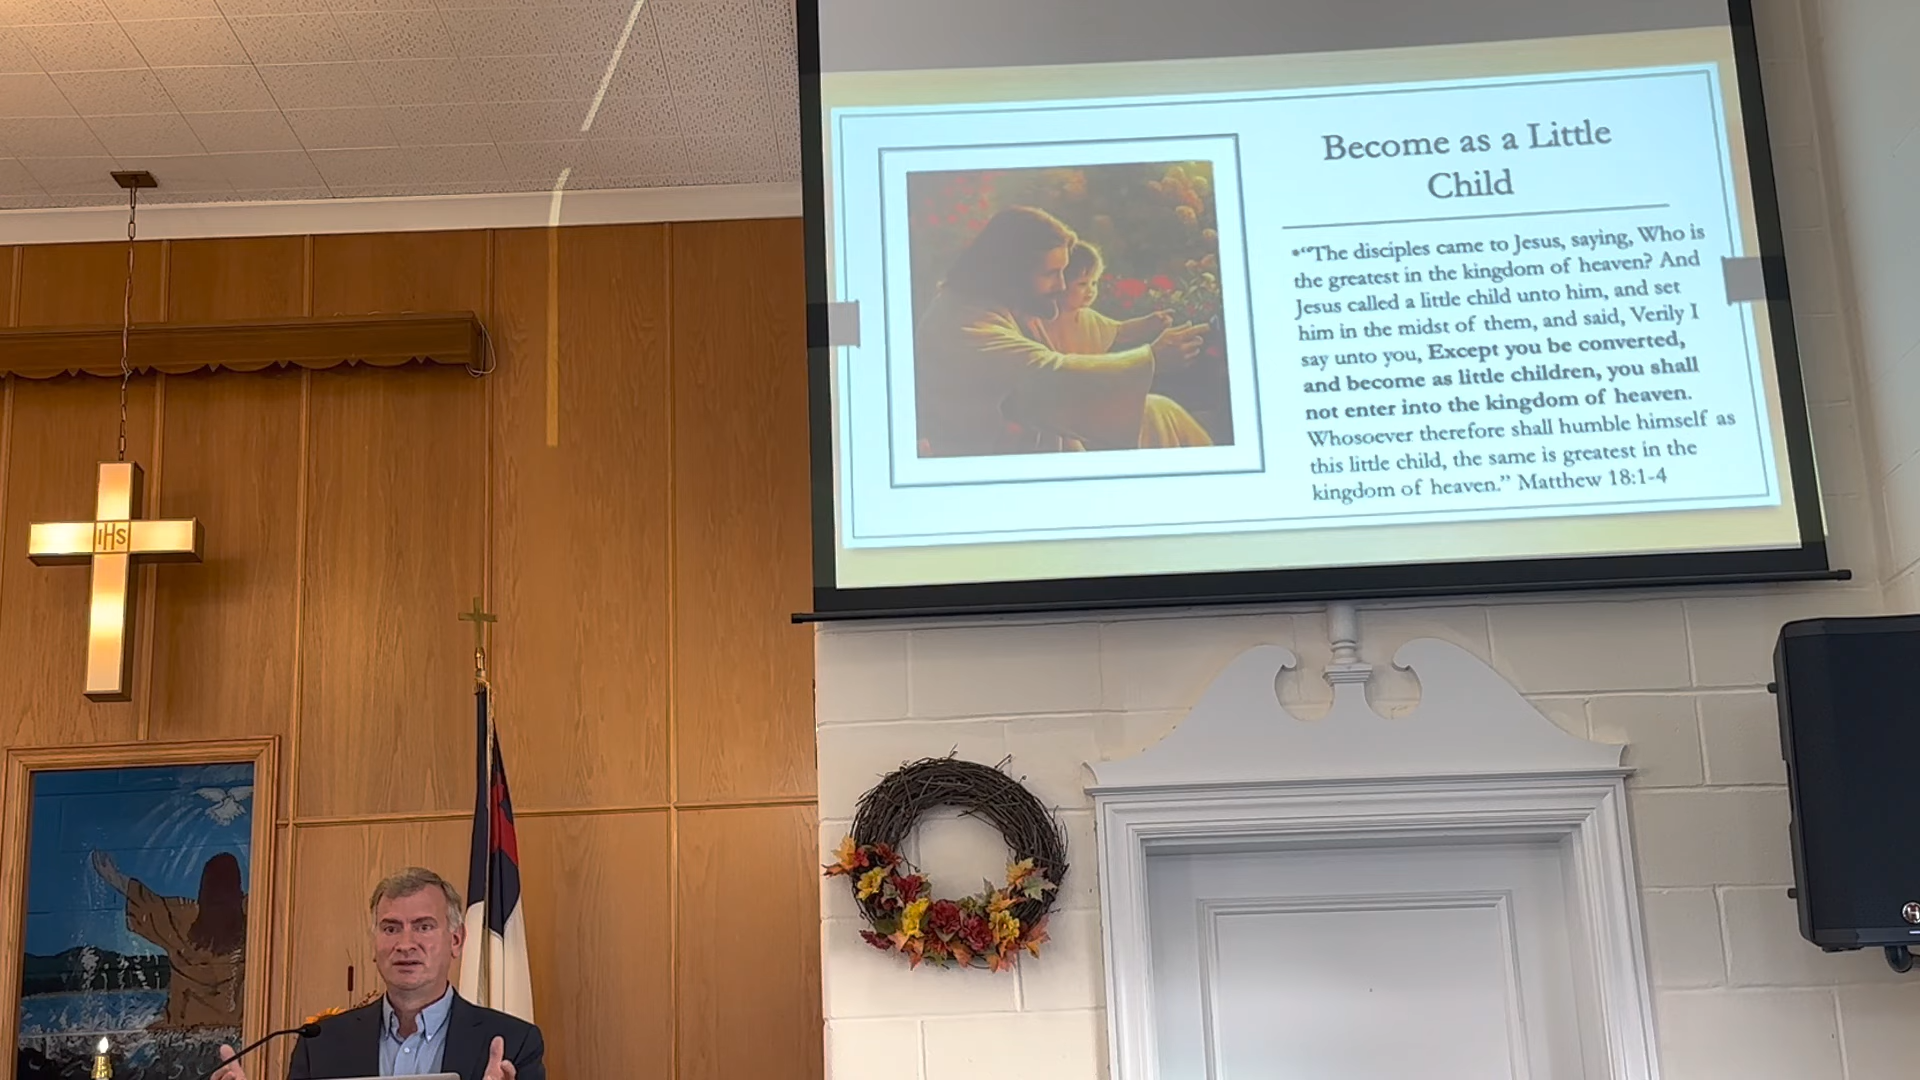 Become as a Little
Child
•“The disciples came to Jesus, saying, Who is
the greatest in the kingdom of heaven? And
Jesus called a little child unto him, and set
him in the midst of them, and said, Verily I
say unto you, Except you be converted,
and become as little children, you shall
not enter into the kingdom of heaven.
Whosoever therefore shall humble himself as
this little child, the same is greatest in the
kingdom of heaven.” Matthew 18:1-4
IHS